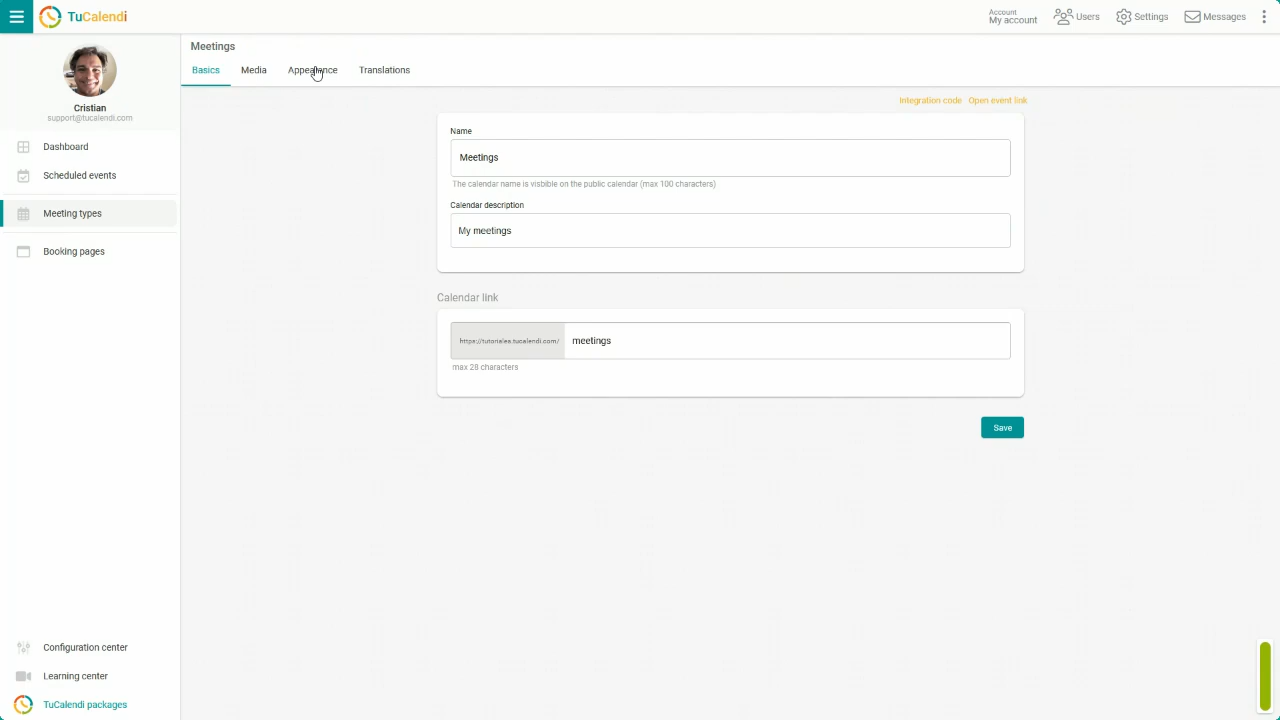 TuCalendi
Account
My account
Users
Settings
Messages
Cristian
support@tucalendi.com
Dashboard
Scheduled events
Meeting types
Booking pages
Configuration center
Learning center
TuCalendi packages
Meetings
Basics
Media
Appearance
Translations
Integration code
Open event link
Name
Meetings
The calendar name is visbible on the public calendar (max 100 characters)
Calendar description
My meetings
Calendar link
https://tutoriales.tucalendi.com/
meetings
max 28 characters
Save